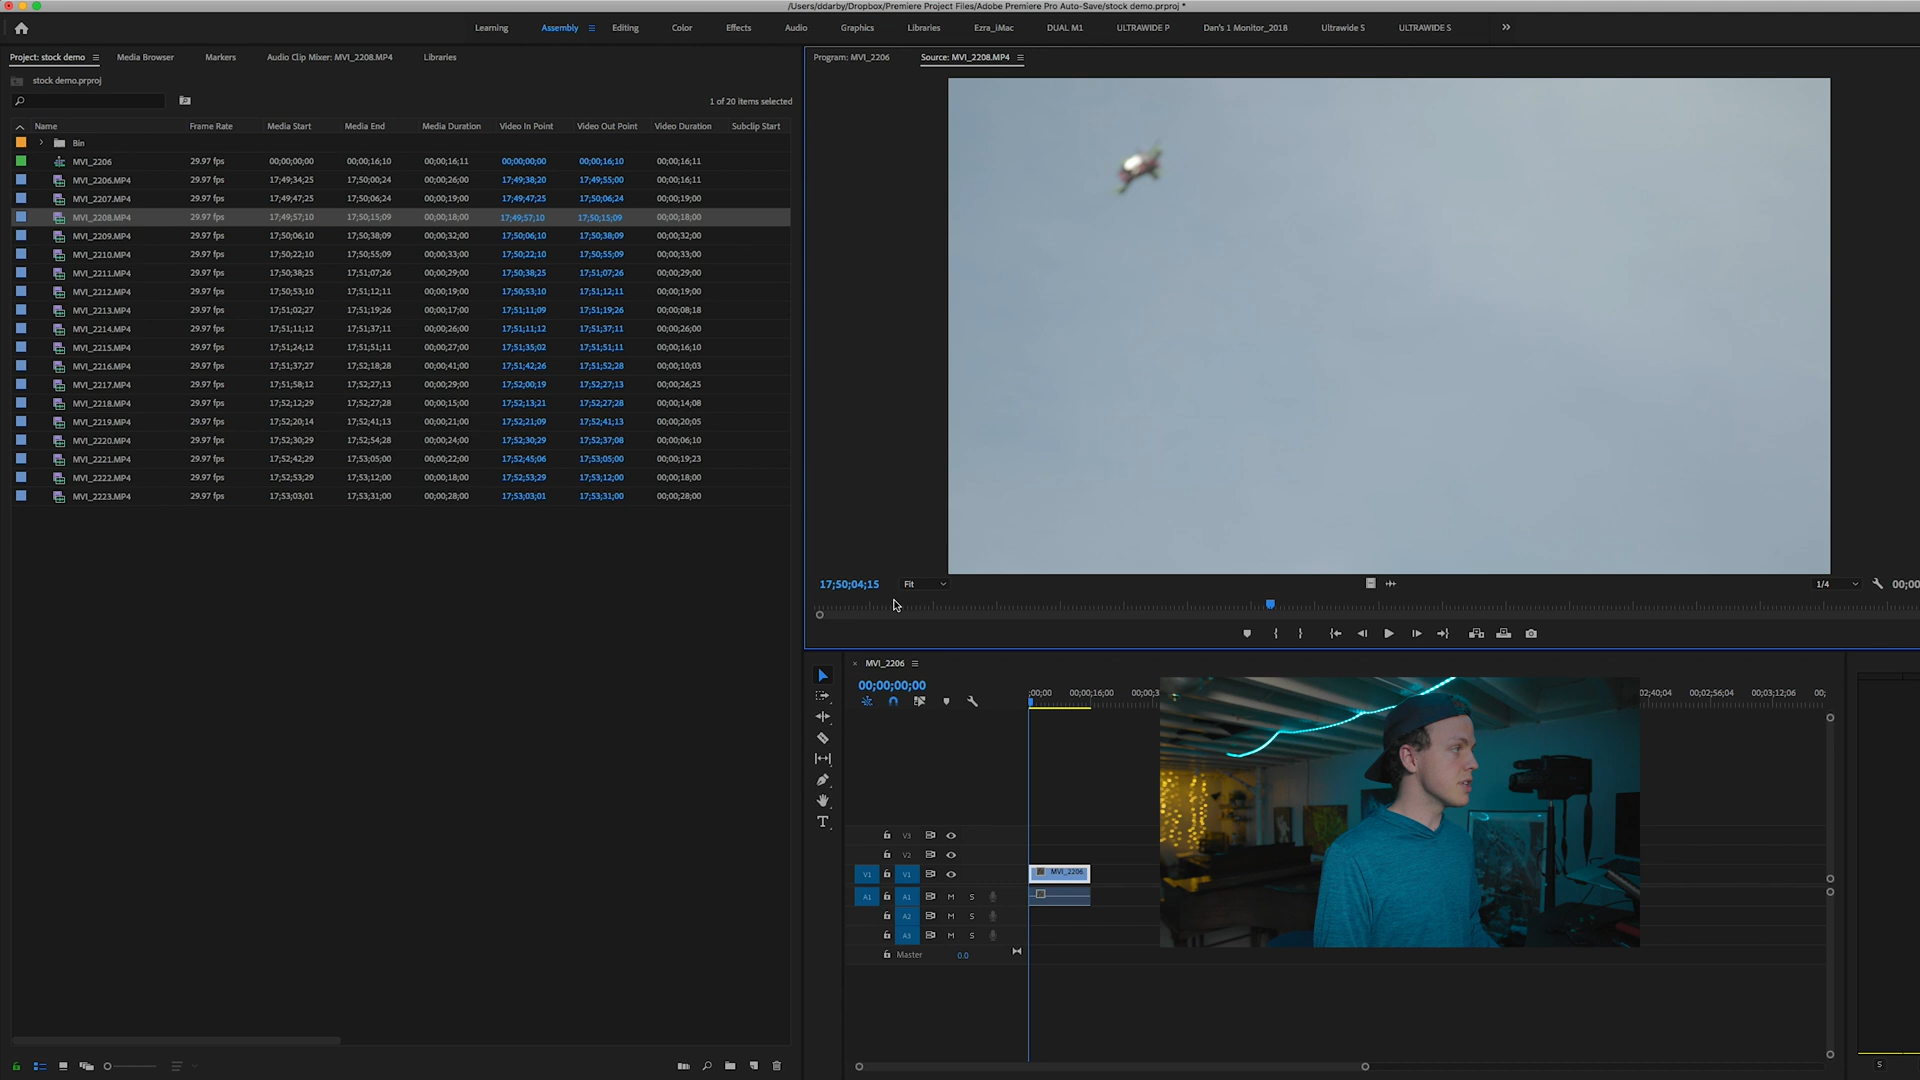 /Users/ddarby/Dropbox/Premiere Project Files/Adobe Premiere Pro Auto-Save/stock demo.prproj *
Learning Assembly Editing Color Effects Audio Graphics Libraries Ezra_iMac DUAL M1 ULTRAWIDE P Dan's 1 Monitor_2018 Ultrawide S ULTRAWIDE S
Project: stock demo Media Browser Markers Audio Clip Mixer: MVI_2208.MP4 Libraries
stock demo.prproj
1 of 20 items selected
Name Frame Rate Media Start Media End Media Duration Video In Point Video Out Point Video Duration Subclip Start
Bin
MVI_2206 29.97 fps 00;00;00;00 00;00;16;10 00;00;16;11 00;00;00;00 00;00;16;10 00;00;16;11
MVI_2206.MP4 29.97 fps 17;49;34;25 17;50;00;24 00;00;26;00 17;49;38;20 17;49;55;00 00;00;16;11
MVI_2207.MP4 29.97 fps 17;49;47;25 17;50;06;24 00;00;19;00 17;49;47;25 17;50;06;24 00;00;19;00
MVI_2208.MP4 29.97 fps 17;49;57;10 17;50;15;09 00;00;18;00 17;49;57;10 17;50;15;09 00;00;18;00
MVI_2209.MP4 29.97 fps 17;50;06;10 17;50;38;09 00;00;32;00 17;50;06;10 17;50;38;09 00;00;32;00
MVI_2210.MP4 29.97 fps 17;50;22;10 17;50;55;09 00;00;33;00 17;50;22;10 17;50;55;09 00;00;33;00
MVI_2211.MP4 29.97 fps 17;50;38;25 17;51;07;26 00;00;29;00 17;50;38;25 17;51;07;26 00;00;29;00
MVI_2212.MP4 29.97 fps 17;50;53;10 17;51;12;11 00;00;19;00 17;50;53;10 17;51;12;11 00;00;19;00
MVI_2213.MP4 29.97 fps 17;51;02;27 17;51;19;26 00;00;17;00 17;51;11;09 17;51;19;26 00;00;08;18
MVI_2214.MP4 29.97 fps 17;51;11;12 17;51;37;11 00;00;26;00 17;51;11;12 17;51;37;11 00;00;26;00
MVI_2215.MP4 29.97 fps 17;51;24;12 17;51;51;11 00;00;27;00 17;51;35;02 17;51;51;11 00;00;16;10
MVI_2216.MP4 29.97 fps 17;51;37;27 17;52;18;28 00;00;41;00 17;51;42;26 17;51;52;28 00;00;10;03
MVI_2217.MP4 29.97 fps 17;51;58;12 17;52;27;13 00;00;29;00 17;52;00;19 17;52;27;13 00;00;26;25
MVI_2218.MP4 29.97 fps 17;52;12;29 17;52;27;28 00;00;15;00 17;52;13;21 17;52;27;28 00;00;14;08
MVI_2219.MP4 29.97 fps 17;52;20;14 17;52;41;13 00;00;21;00 17;52;21;09 17;52;41;13 00;00;20;05
MVI_2220.MP4 29.97 fps 17;52;30;29 17;52;54;28 00;00;24;00 17;52;30;29 17;52;37;08 00;00;06;10
MVI_2221.MP4 29.97 fps 17;52;42;29 17;53;05;00 00;00;22;00 17;52;45;06 17;53;05;00 00;00;19;23
MVI_2222.MP4 29.97 fps 17;52;53;29 17;53;12;00 00;00;18;00 17;52;53;29 17;53;12;00 00;00;18;00
MVI_2223.MP4 29.97 fps 17;53;03;01 17;53;31;00 00;00;28;00 17;53;03;01 17;53;31;00 00;00;28;00
Program: MVI_2206 Source: MVI_2208.MP4
17;50;04;15 Fit 1/4 00;00
MVI_2206
00;00;00;00
;00;00 00;00;16;00 00;00;3 02;40;04 00;02;56;04 00;03;12;06 00;
V3
V2
V1 V1 MVI_2206
A1 A1 M S
A2 M S
A3 M S
Master 0.0
S